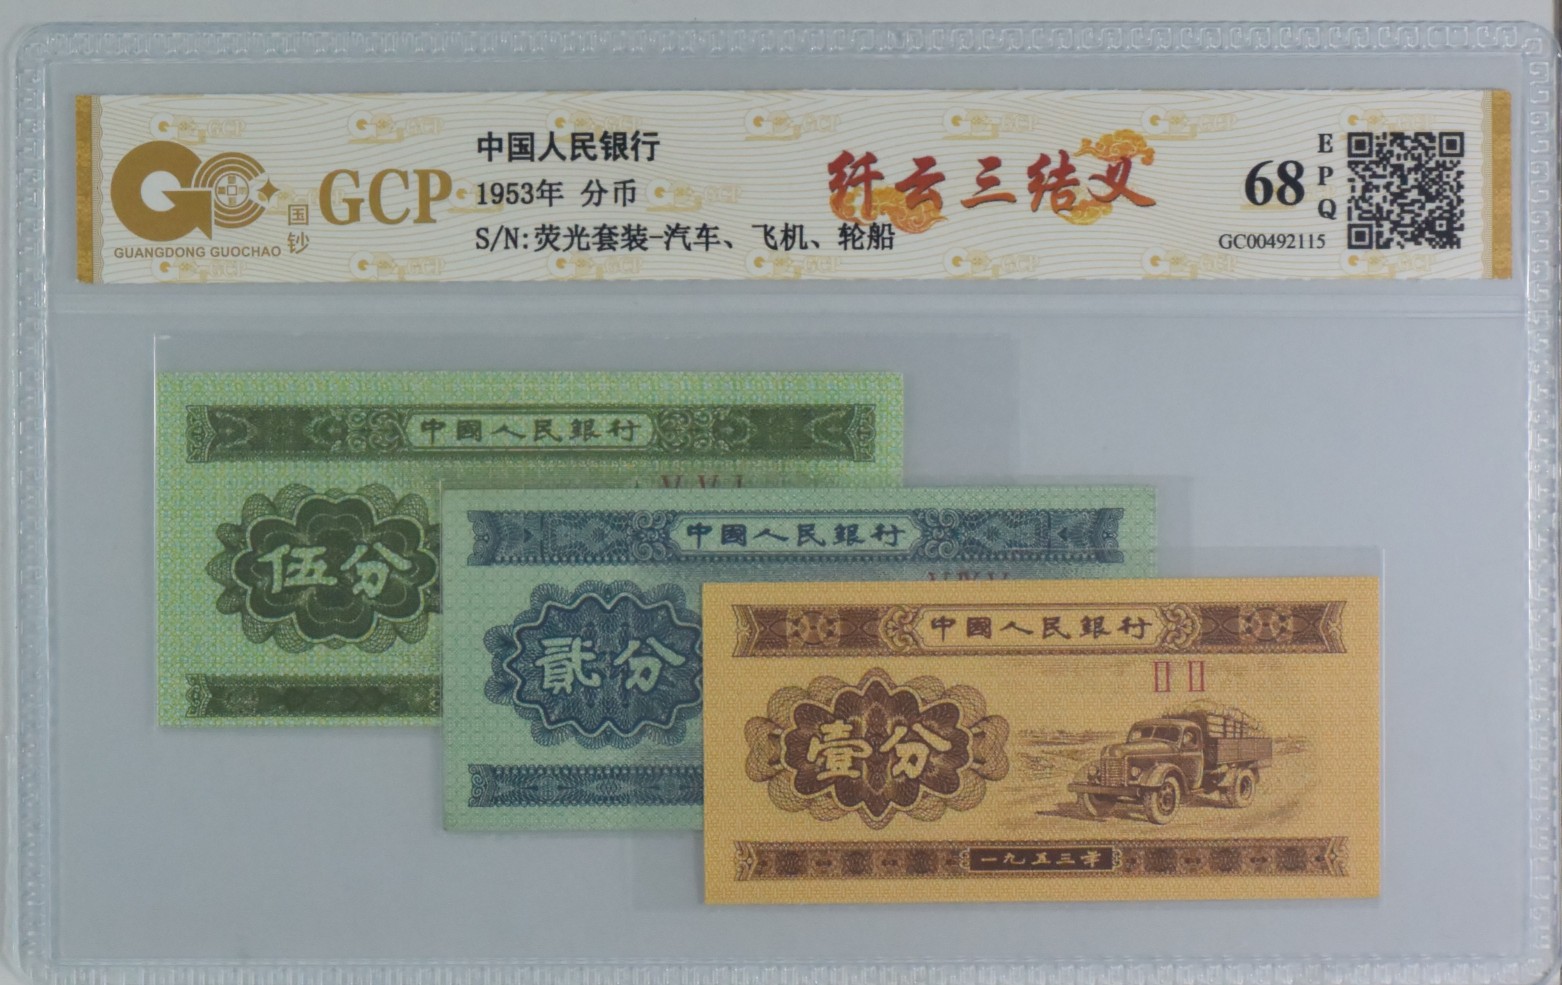 GCP
国钞
GUANGDONG GUOCHAO
中国人民银行
1953年 分币
S/N:荧光套装-汽车、飞机、轮船
纤云三结义
68
EPQ
GC00492115
中國人民銀行
伍分
中國人民銀行
貳分
中國人民銀行
壹分
一九五三年